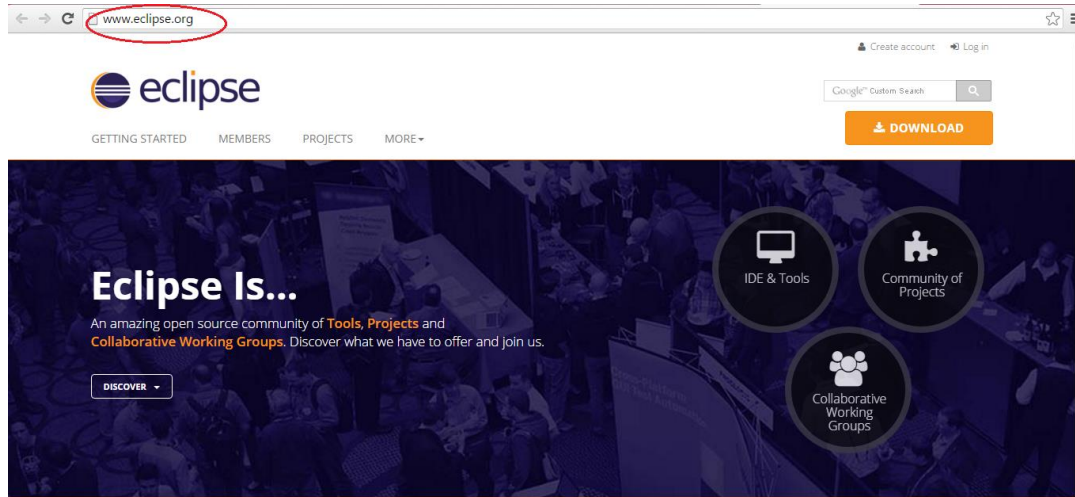 www.eclipse.org
Create account Log in
eclipse
Google™ Custom Search
DOWNLOAD
GETTING STARTED MEMBERS PROJECTS MORE
Eclipse Is...
An amazing open source community of Tools, Projects and
Collaborative Working Groups. Discover what we have to offer and join us.
DISCOVER
IDE & Tools
Community of
Projects
Collaborative
Working
Groups